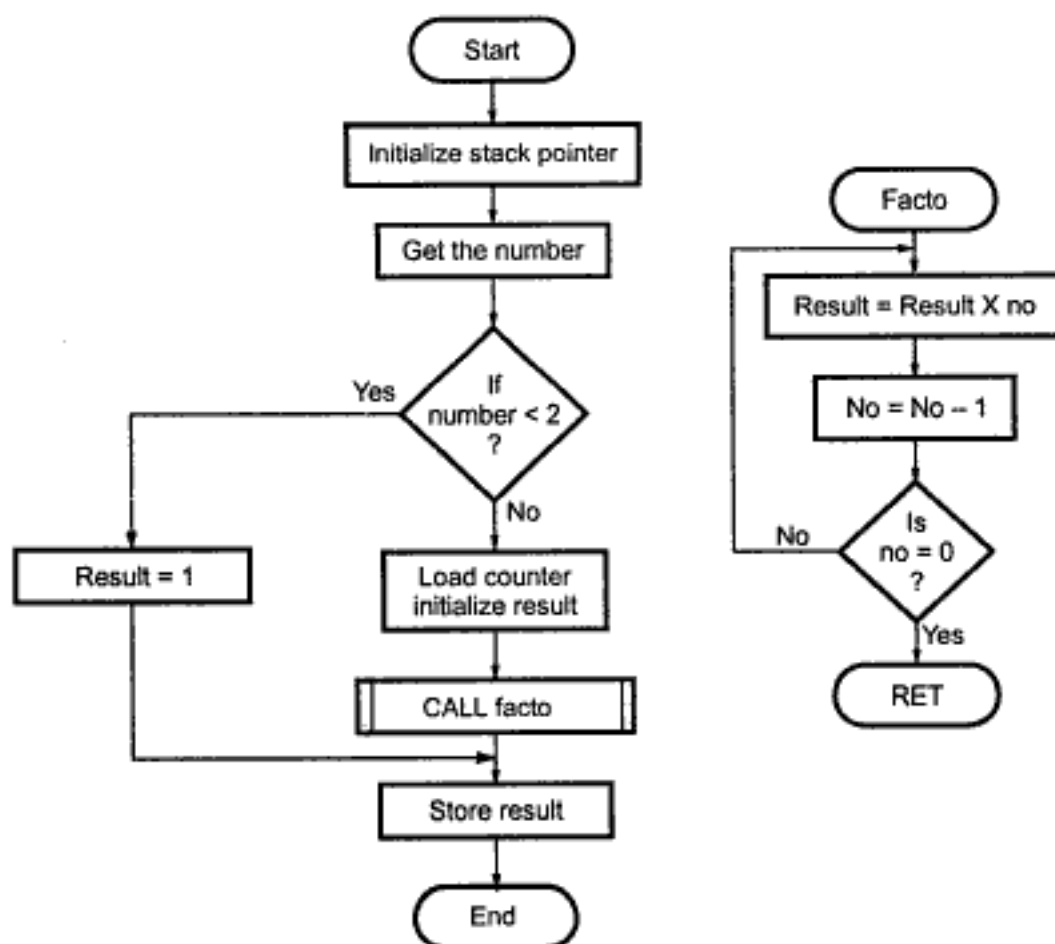 Start
Initialize stack pointer
Get the number
If
number < 2
?
Yes
No
Result = 1
Load counter
initialize result
CALL facto
Store result
End
Facto
Result = Result X no
No = No – 1
Is
no = 0
?
No
Yes
RET